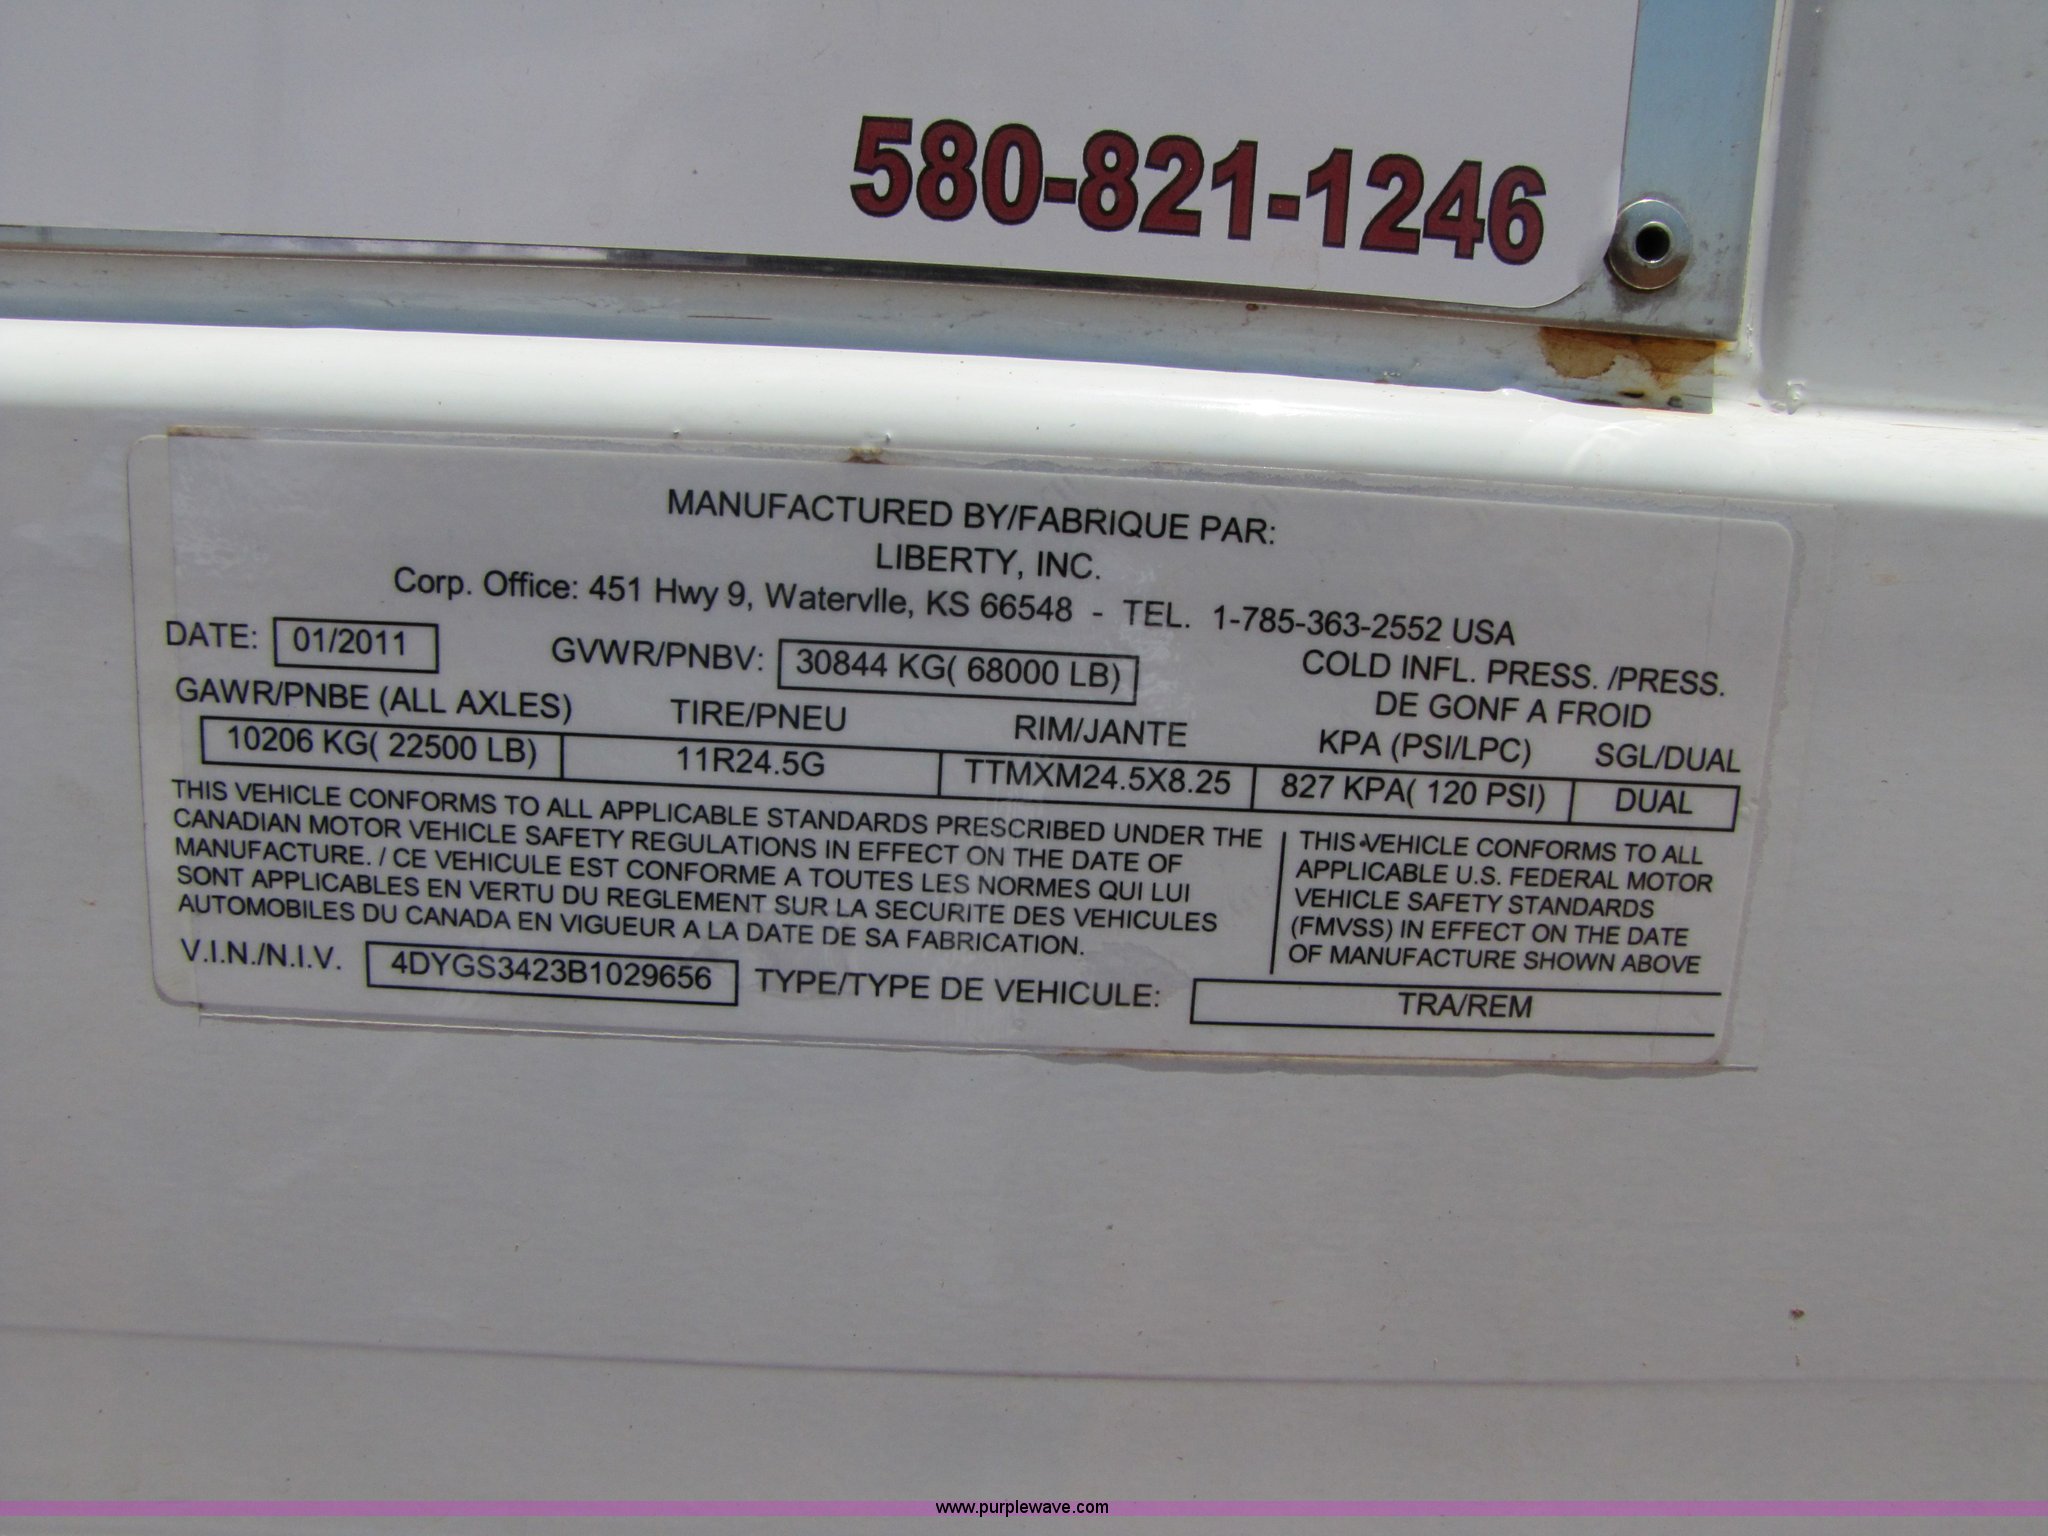 580-821-1246
MANUFACTURED BY/FABRIQUE PAR:
LIBERTY, INC.
Corp. Office: 451 Hwy 9, Watervlle, KS 66548 - TEL. 1-785-363-2552 USA
DATE: 01/2011 GVWR/PNBV: 30844 KG( 68000 LB) COLD INFL. PRESS. /PRESS.
DE GONF A FROID
GAWR/PNBE (ALL AXLES) TIRE/PNEU RIM/JANTE KPA (PSI/LPC) SGL/DUAL
10206 KG( 22500 LB) 11R24.5G TTMXM24.5X8.25 827 KPA( 120 PSI) DUAL
THIS VEHICLE CONFORMS TO ALL APPLICABLE STANDARDS PRESCRIBED UNDER THE
CANADIAN MOTOR VEHICLE SAFETY REGULATIONS IN EFFECT ON THE DATE OF
MANUFACTURE. / CE VEHICULE EST CONFORME A TOUTES LES NORMES QUI LUI
SONT APPLICABLES EN VERTU DU REGLEMENT SUR LA SECURITE DES VEHICULES
AUTOMOBILES DU CANADA EN VIGUEUR A LA DATE DE SA FABRICATION.
THIS VEHICLE CONFORMS TO ALL
APPLICABLE U.S. FEDERAL MOTOR
VEHICLE SAFETY STANDARDS
(FMVSS) IN EFFECT ON THE DATE
OF MANUFACTURE SHOWN ABOVE
V.I.N./N.I.V. 4DYGS3423B1029656 TYPE/TYPE DE VEHICULE: TRA/REM
www.purplewave.com